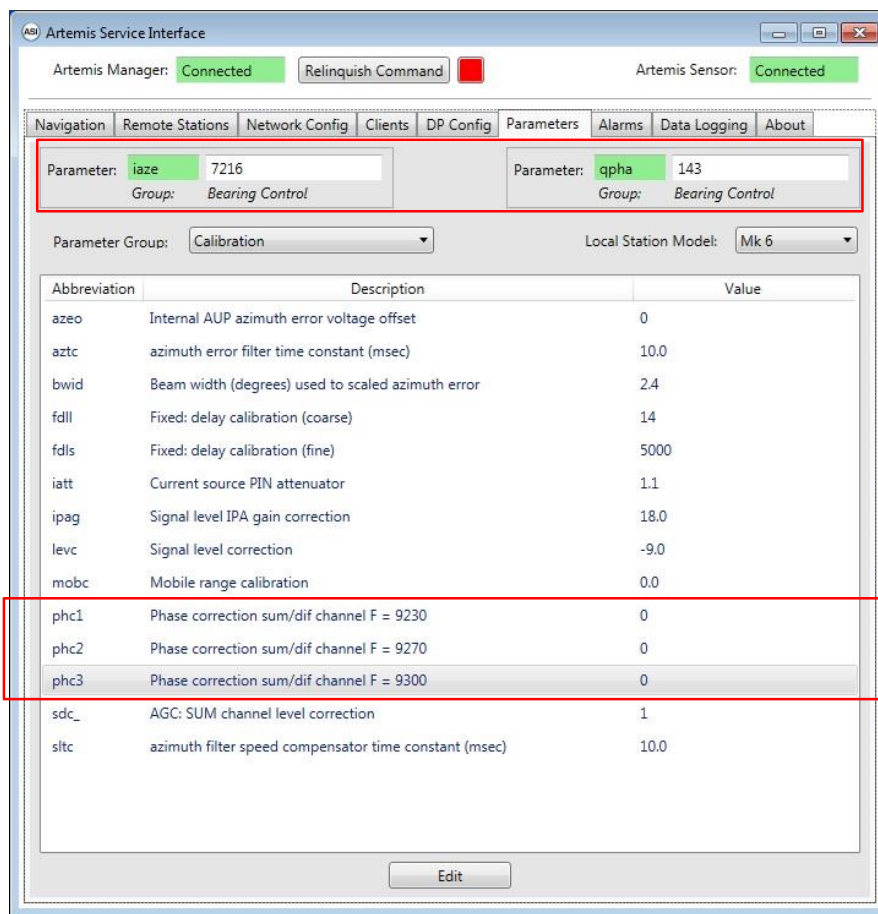 ASI Artemis Service Interface
Artemis Manager: Connected Relinquish Command Artemis Sensor: Connected
Navigation Remote Stations Network Config Clients DP Config Parameters Alarms Data Logging About
Parameter: iaze 7216 Parameter: qpha 143
Group: Bearing Control Group: Bearing Control
Parameter Group: Calibration Local Station Model: Mk 6
Abbreviation Description Value
azeo Internal AUP azimuth error voltage offset 0
aztc azimuth error filter time constant (msec) 10.0
bwid Beam width (degrees) used to scaled azimuth error 2.4
fdll Fixed: delay calibration (coarse) 14
fdls Fixed: delay calibration (fine) 5000
iatt Current source PIN attenuator 1.1
ipag Signal level IPA gain correction 18.0
levc Signal level correction -9.0
mobc Mobile range calibration 0.0
phc1 Phase correction sum/dif channel F = 9230 0
phc2 Phase correction sum/dif channel F = 9270 0
phc3 Phase correction sum/dif channel F = 9300 0
sdc_ AGC: SUM channel level correction 1
sltc azimuth filter speed compensator time constant (msec) 10.0
Edit